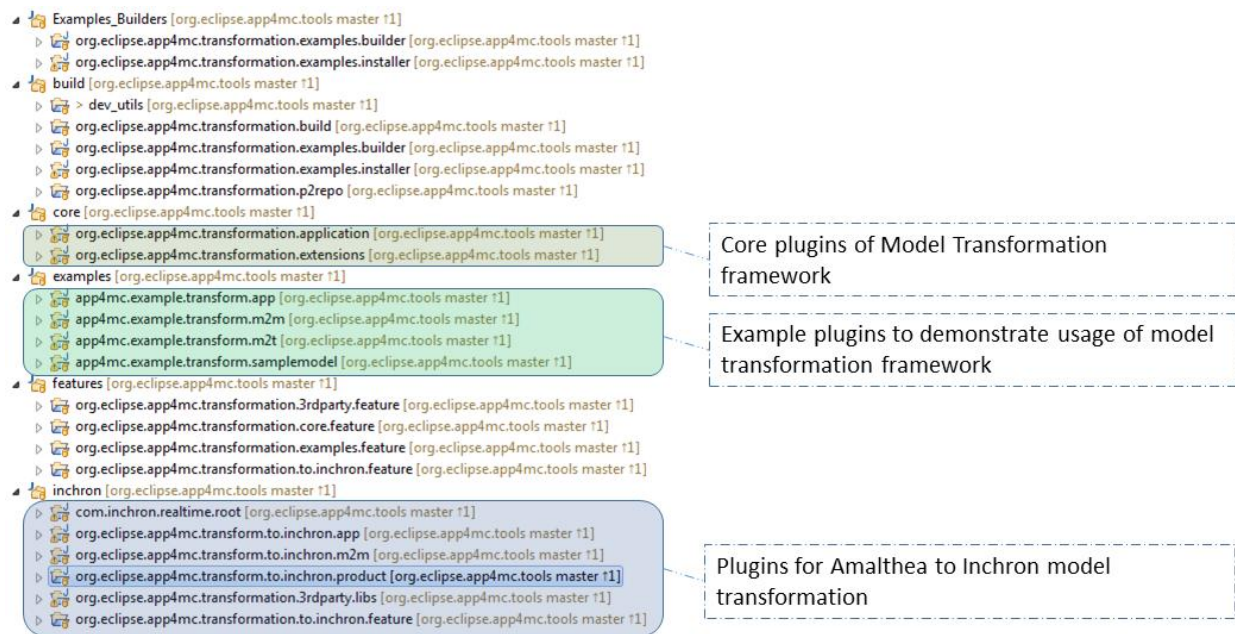 Examples_Builders [org.eclipse.app4mc.tools master ↑1]
org.eclipse.app4mc.transformation.examples.builder [org.eclipse.app4mc.tools master ↑1]
org.eclipse.app4mc.transformation.examples.installer [org.eclipse.app4mc.tools master ↑1]
build [org.eclipse.app4mc.tools master ↑1]
> dev_utils [org.eclipse.app4mc.tools master ↑1]
org.eclipse.app4mc.transformation.build [org.eclipse.app4mc.tools master ↑1]
org.eclipse.app4mc.transformation.examples.builder [org.eclipse.app4mc.tools master ↑1]
org.eclipse.app4mc.transformation.examples.installer [org.eclipse.app4mc.tools master ↑1]
org.eclipse.app4mc.transformation.p2repo [org.eclipse.app4mc.tools master ↑1]
core [org.eclipse.app4mc.tools master ↑1]
org.eclipse.app4mc.transformation.application [org.eclipse.app4mc.tools master ↑1]
org.eclipse.app4mc.transformation.extensions [org.eclipse.app4mc.tools master ↑1]
Core plugins of Model Transformation
framework
examples [org.eclipse.app4mc.tools master ↑1]
app4mc.example.transform.app [org.eclipse.app4mc.tools master ↑1]
app4mc.example.transform.m2m [org.eclipse.app4mc.tools master ↑1]
app4mc.example.transform.m2t [org.eclipse.app4mc.tools master ↑1]
app4mc.example.transform.samplemodel [org.eclipse.app4mc.tools master ↑1]
Example plugins to demonstrate usage of model
transformation framework
features [org.eclipse.app4mc.tools master ↑1]
org.eclipse.app4mc.transformation.3rdparty.feature [org.eclipse.app4mc.tools master ↑1]
org.eclipse.app4mc.transformation.core.feature [org.eclipse.app4mc.tools master ↑1]
org.eclipse.app4mc.transformation.examples.feature [org.eclipse.app4mc.tools master ↑1]
org.eclipse.app4mc.transformation.to.inchron.feature [org.eclipse.app4mc.tools master ↑1]
inchron [org.eclipse.app4mc.tools master ↑1]
com.inchron.realtime.root [org.eclipse.app4mc.tools master ↑1]
org.eclipse.app4mc.transform.to.inchron.app [org.eclipse.app4mc.tools master ↑1]
org.eclipse.app4mc.transform.to.inchron.m2m [org.eclipse.app4mc.tools master ↑1]
org.eclipse.app4mc.transform.to.inchron.product [org.eclipse.app4mc.tools master ↑1]
org.eclipse.app4mc.transformation.3rdparty.libs [org.eclipse.app4mc.tools master ↑1]
org.eclipse.app4mc.transformation.to.inchron.feature [org.eclipse.app4mc.tools master ↑1]
Plugins for Amalthea to Inchron model
transformation